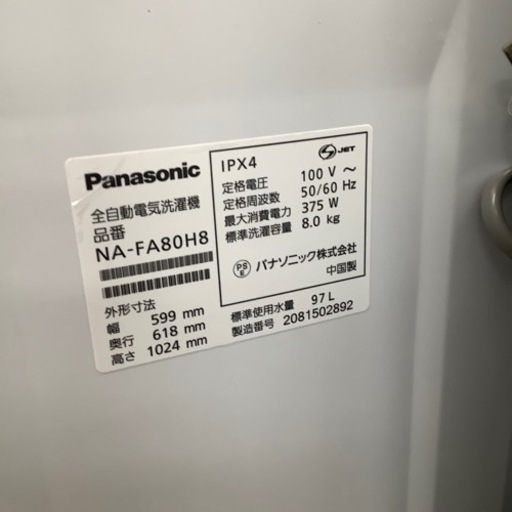 Panasonic
全自動電気洗濯機
品番
NA-FA80H8
外形寸法
幅 599 mm
奥行 618 mm
高さ 1024 mm
IPX4
S JET
定格電圧 100 V ～
定格周波数 50/60 Hz
最大消費電力 375 W
標準洗濯容量 8.0 kg
PS E パナソニック株式会社
中国製
標準使用水量 97 L
製造番号 2081502892